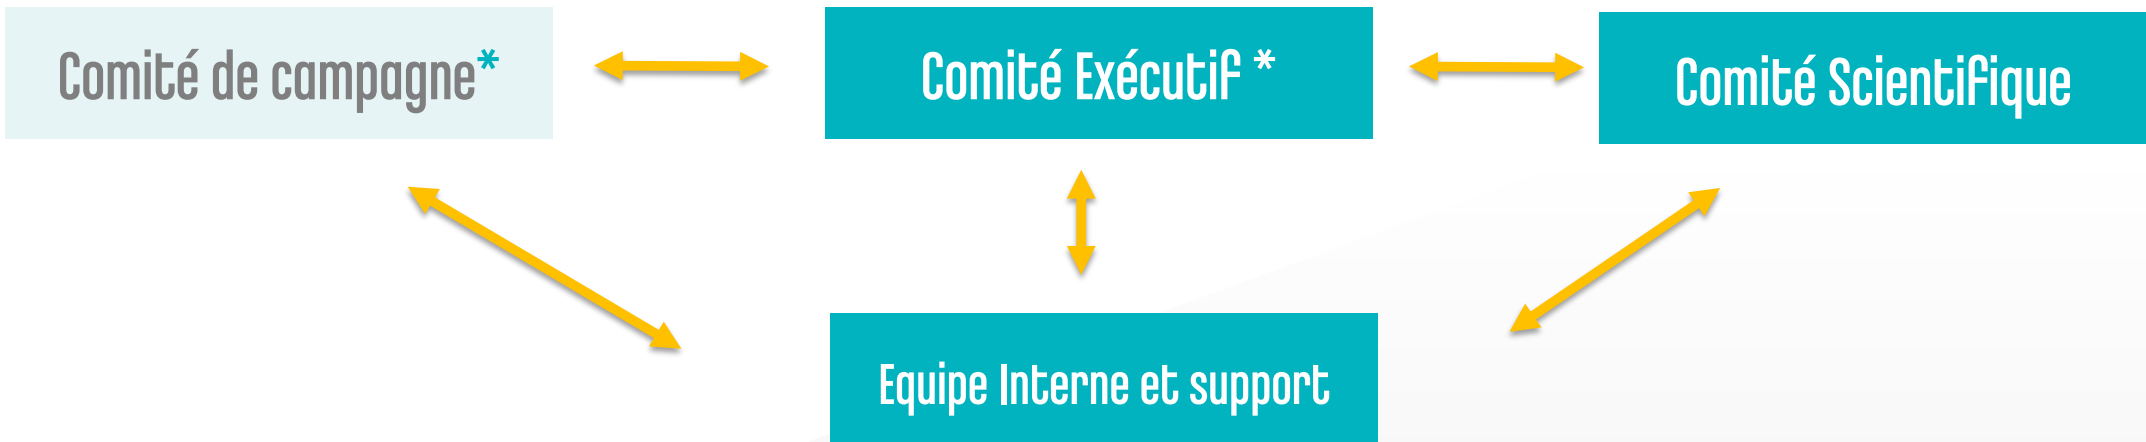 Comité de campagne*
Comité Exécutif *
Comité Scientifique
Equipe Interne et support